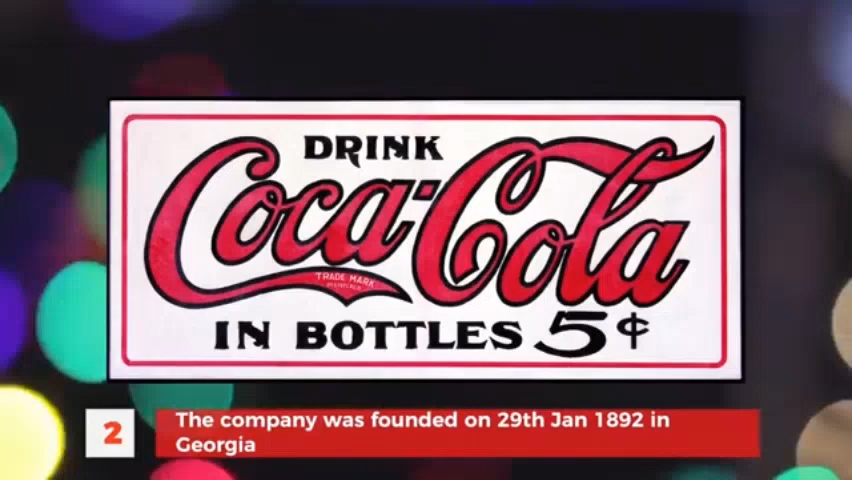 DRINK
Coca-Cola
TRADE MARK
IN BOTTLES 5¢
2
The company was founded on 29th Jan 1892 in
Georgia